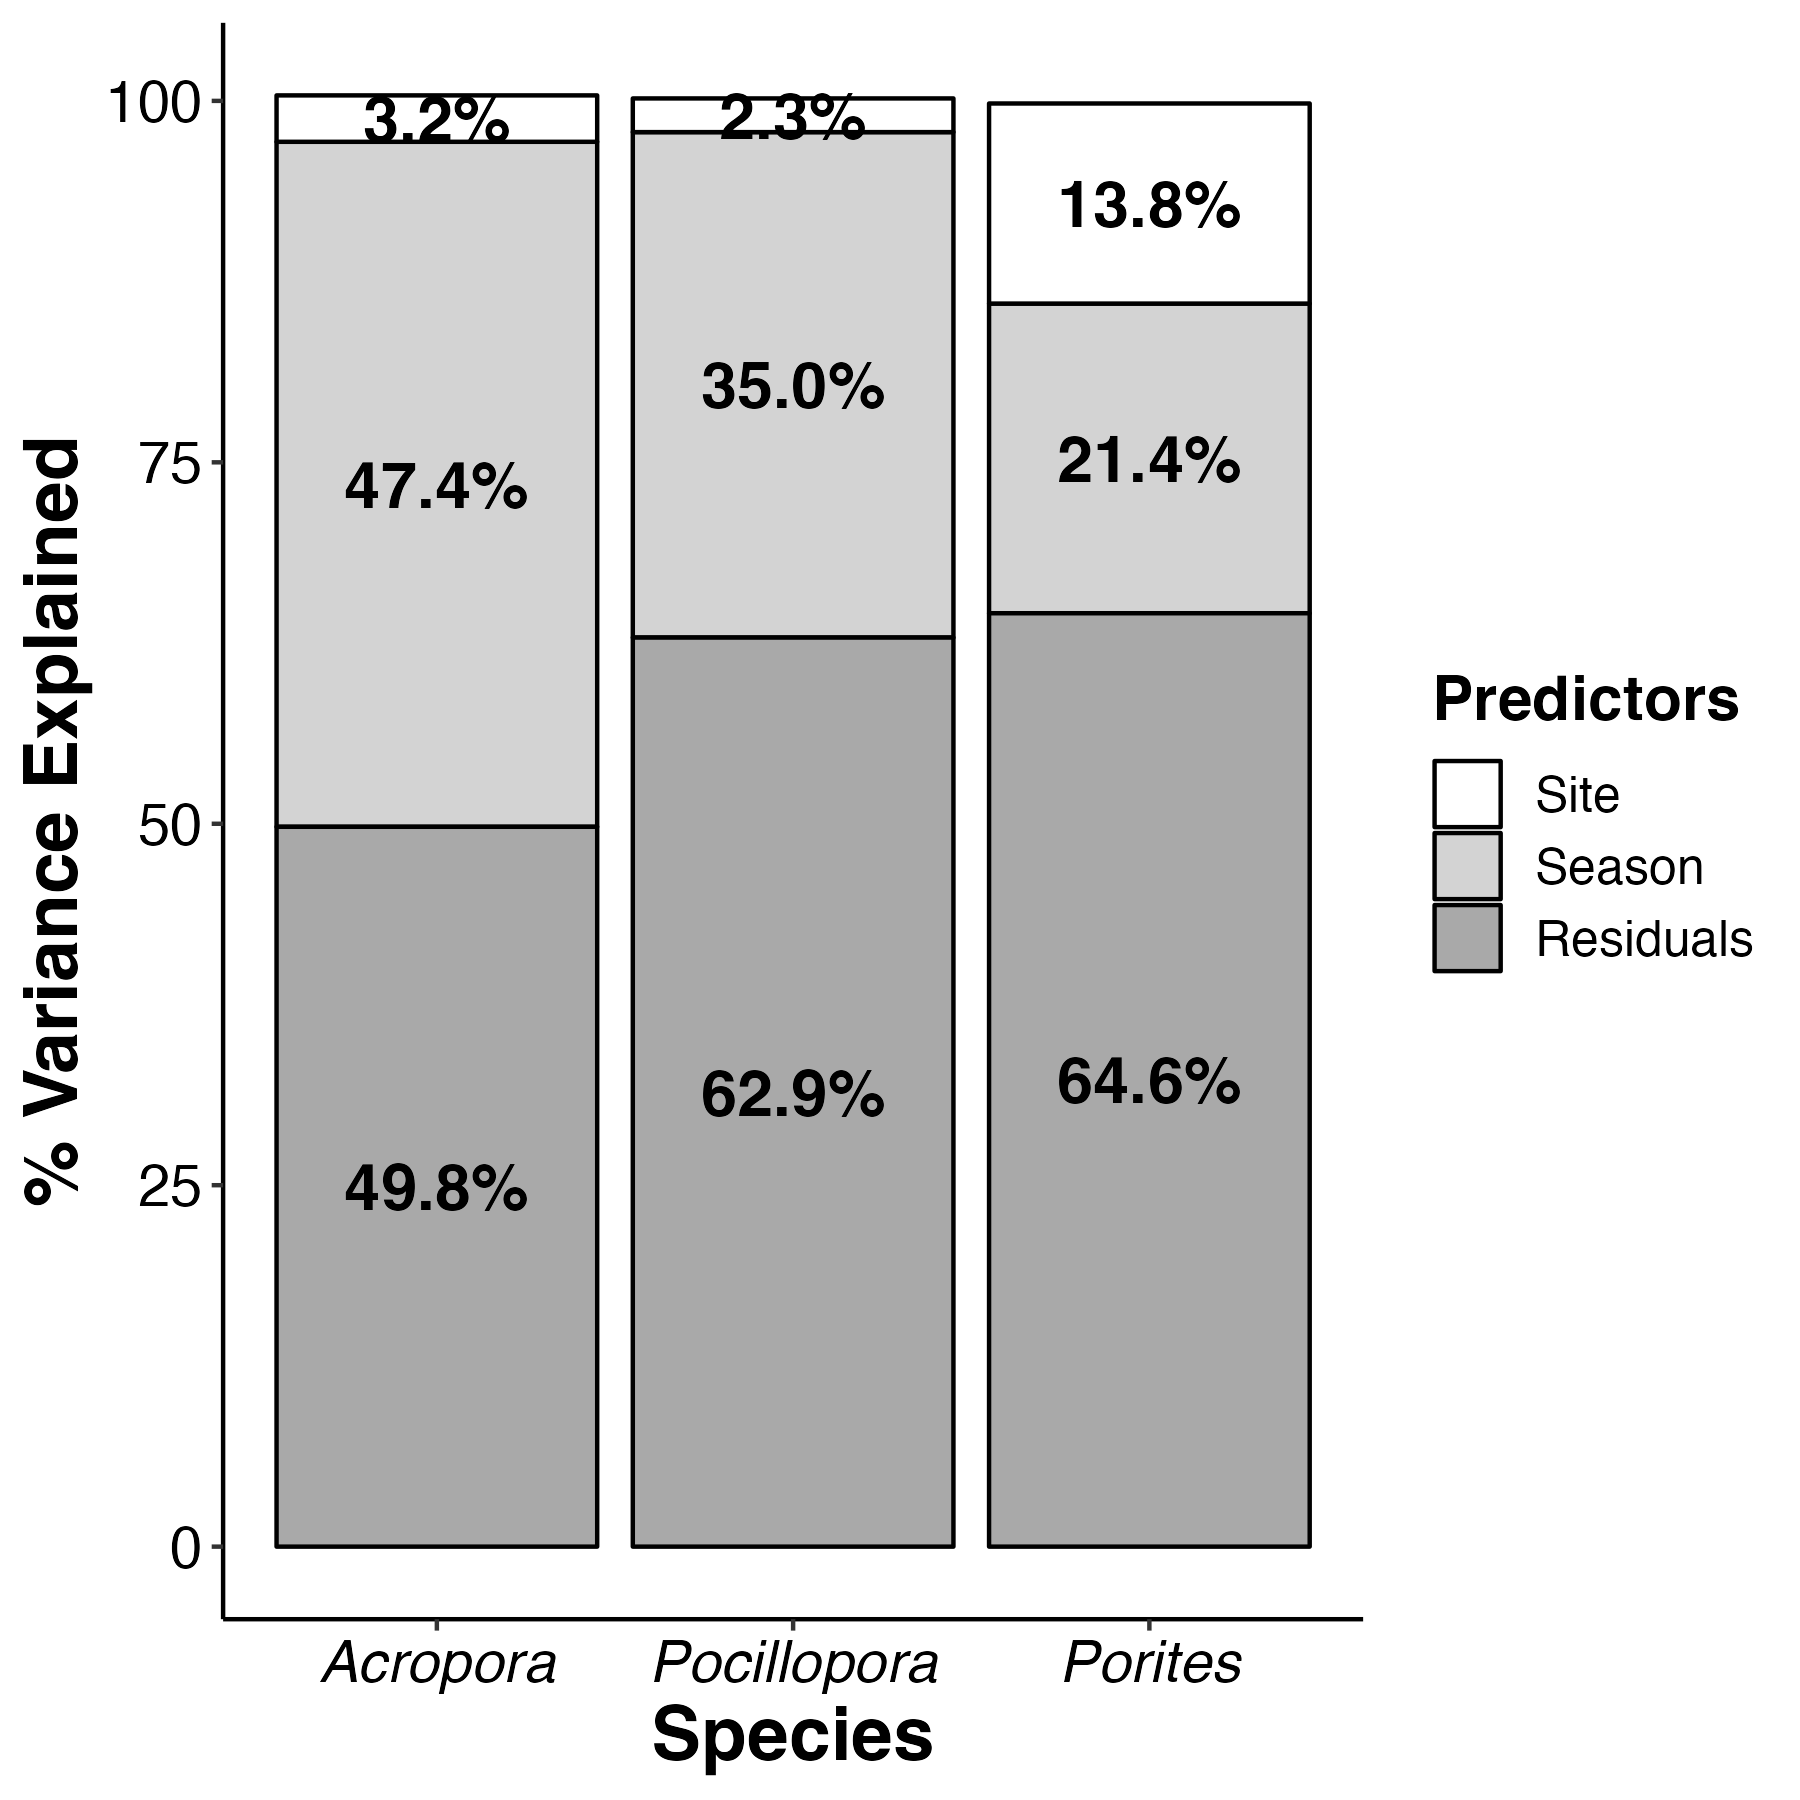 % Variance Explained
100
75
50
25
0
3.2%
47.4%
49.8%
2.3%
35.0%
62.9%
13.8%
21.4%
64.6%
Acropora
Pocillopora
Porites
Species
Predictors
Site
Season
Residuals